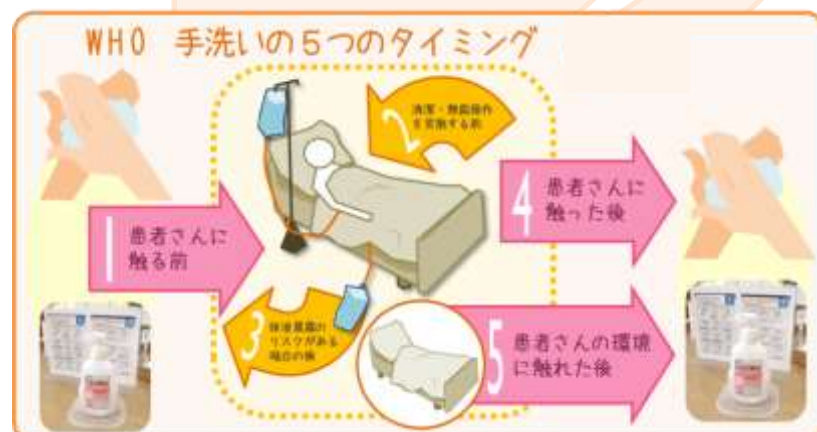 WHO 手洗いの5つのタイミング
1
患者さんに
触る前
2
清潔・無菌操作
を実施する前
3
体液曝露の
リスクがある
場合の後
4
患者さんに
触った後
5
患者さんの環境
に触れた後